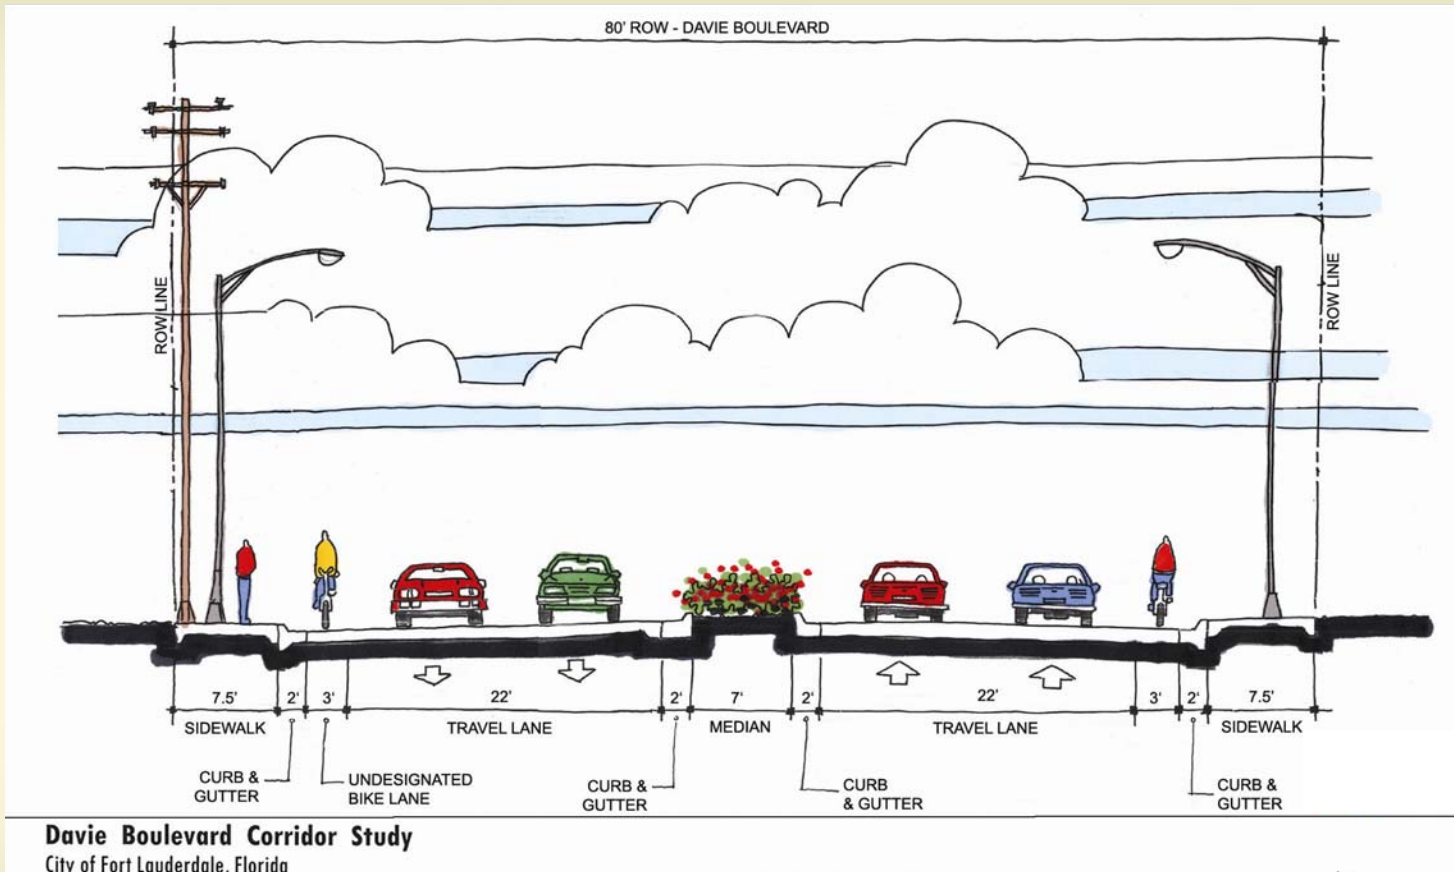 80' ROW - DAVIE BOULEVARD
ROW LINE
ROW LINE
7.5'
2'
3'
22'
2'
7'
2'
22'
3'
2'
7.5'
SIDEWALK
TRAVEL LANE
MEDIAN
TRAVEL LANE
SIDEWALK
CURB &
GUTTER
UNDESIGNATED
BIKE LANE
CURB &
GUTTER
CURB
& GUTTER
CURB &
GUTTER
Davie Boulevard Corridor Study
City of Fort Lauderdale, Florida